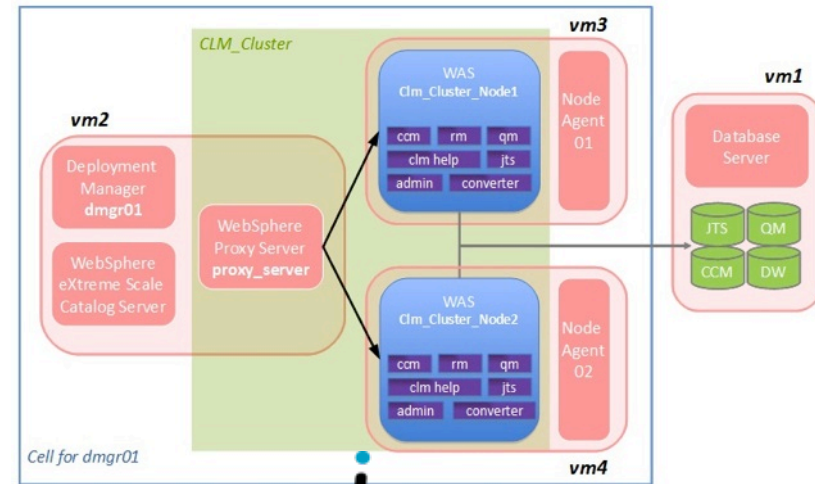 CLM_Cluster
vm3
WAS
Clm_Cluster_Node1
ccm rm qm
clm help jts
admin converter
Node
Agent
01
vm1
Database
Server
JTS QM
CCM DW
vm2
Deployment
Manager
dmgr01
WebSphere
eXtreme Scale
Catalog Server
WebSphere
Proxy Server
proxy_server
WAS
Clm_Cluster_Node2
ccm rm qm
clm help jts
admin converter
Node
Agent
02
vm4
Cell for dmgr01